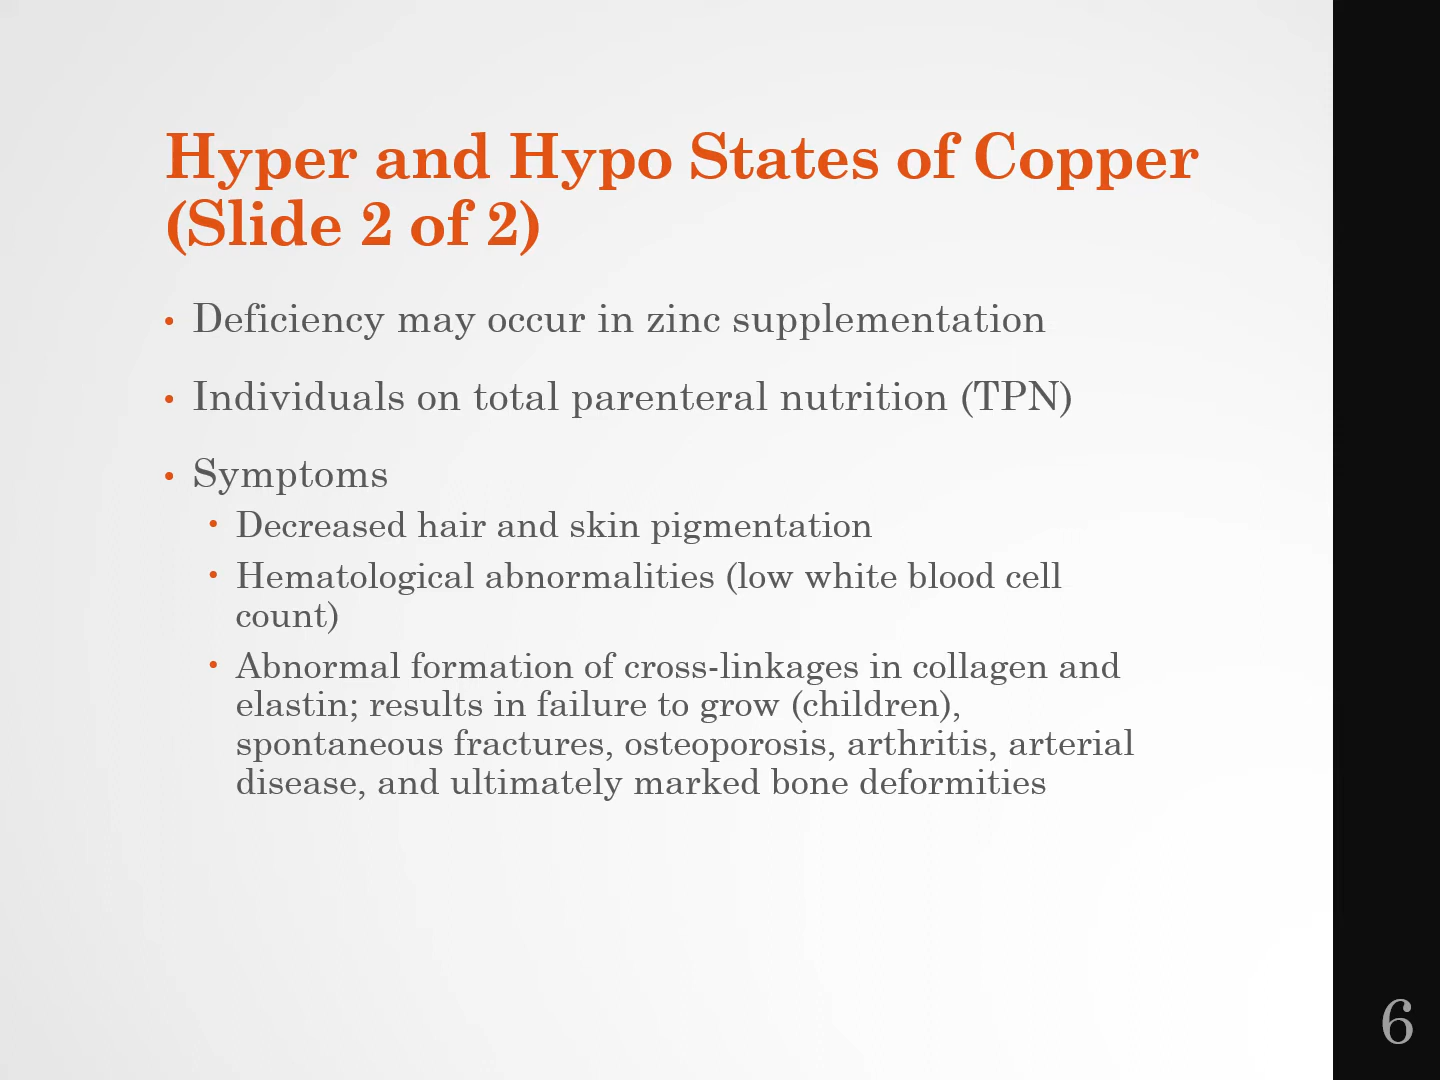 Hyper and Hypo States of Copper
(Slide 2 of 2)
• Deficiency may occur in zinc supplementation
• Individuals on total parenteral nutrition (TPN)
• Symptoms
• Decreased hair and skin pigmentation
• Hematological abnormalities (low white blood cell
count)
• Abnormal formation of cross-linkages in collagen and
elastin; results in failure to grow (children),
spontaneous fractures, osteoporosis, arthritis, arterial
disease, and ultimately marked bone deformities
6